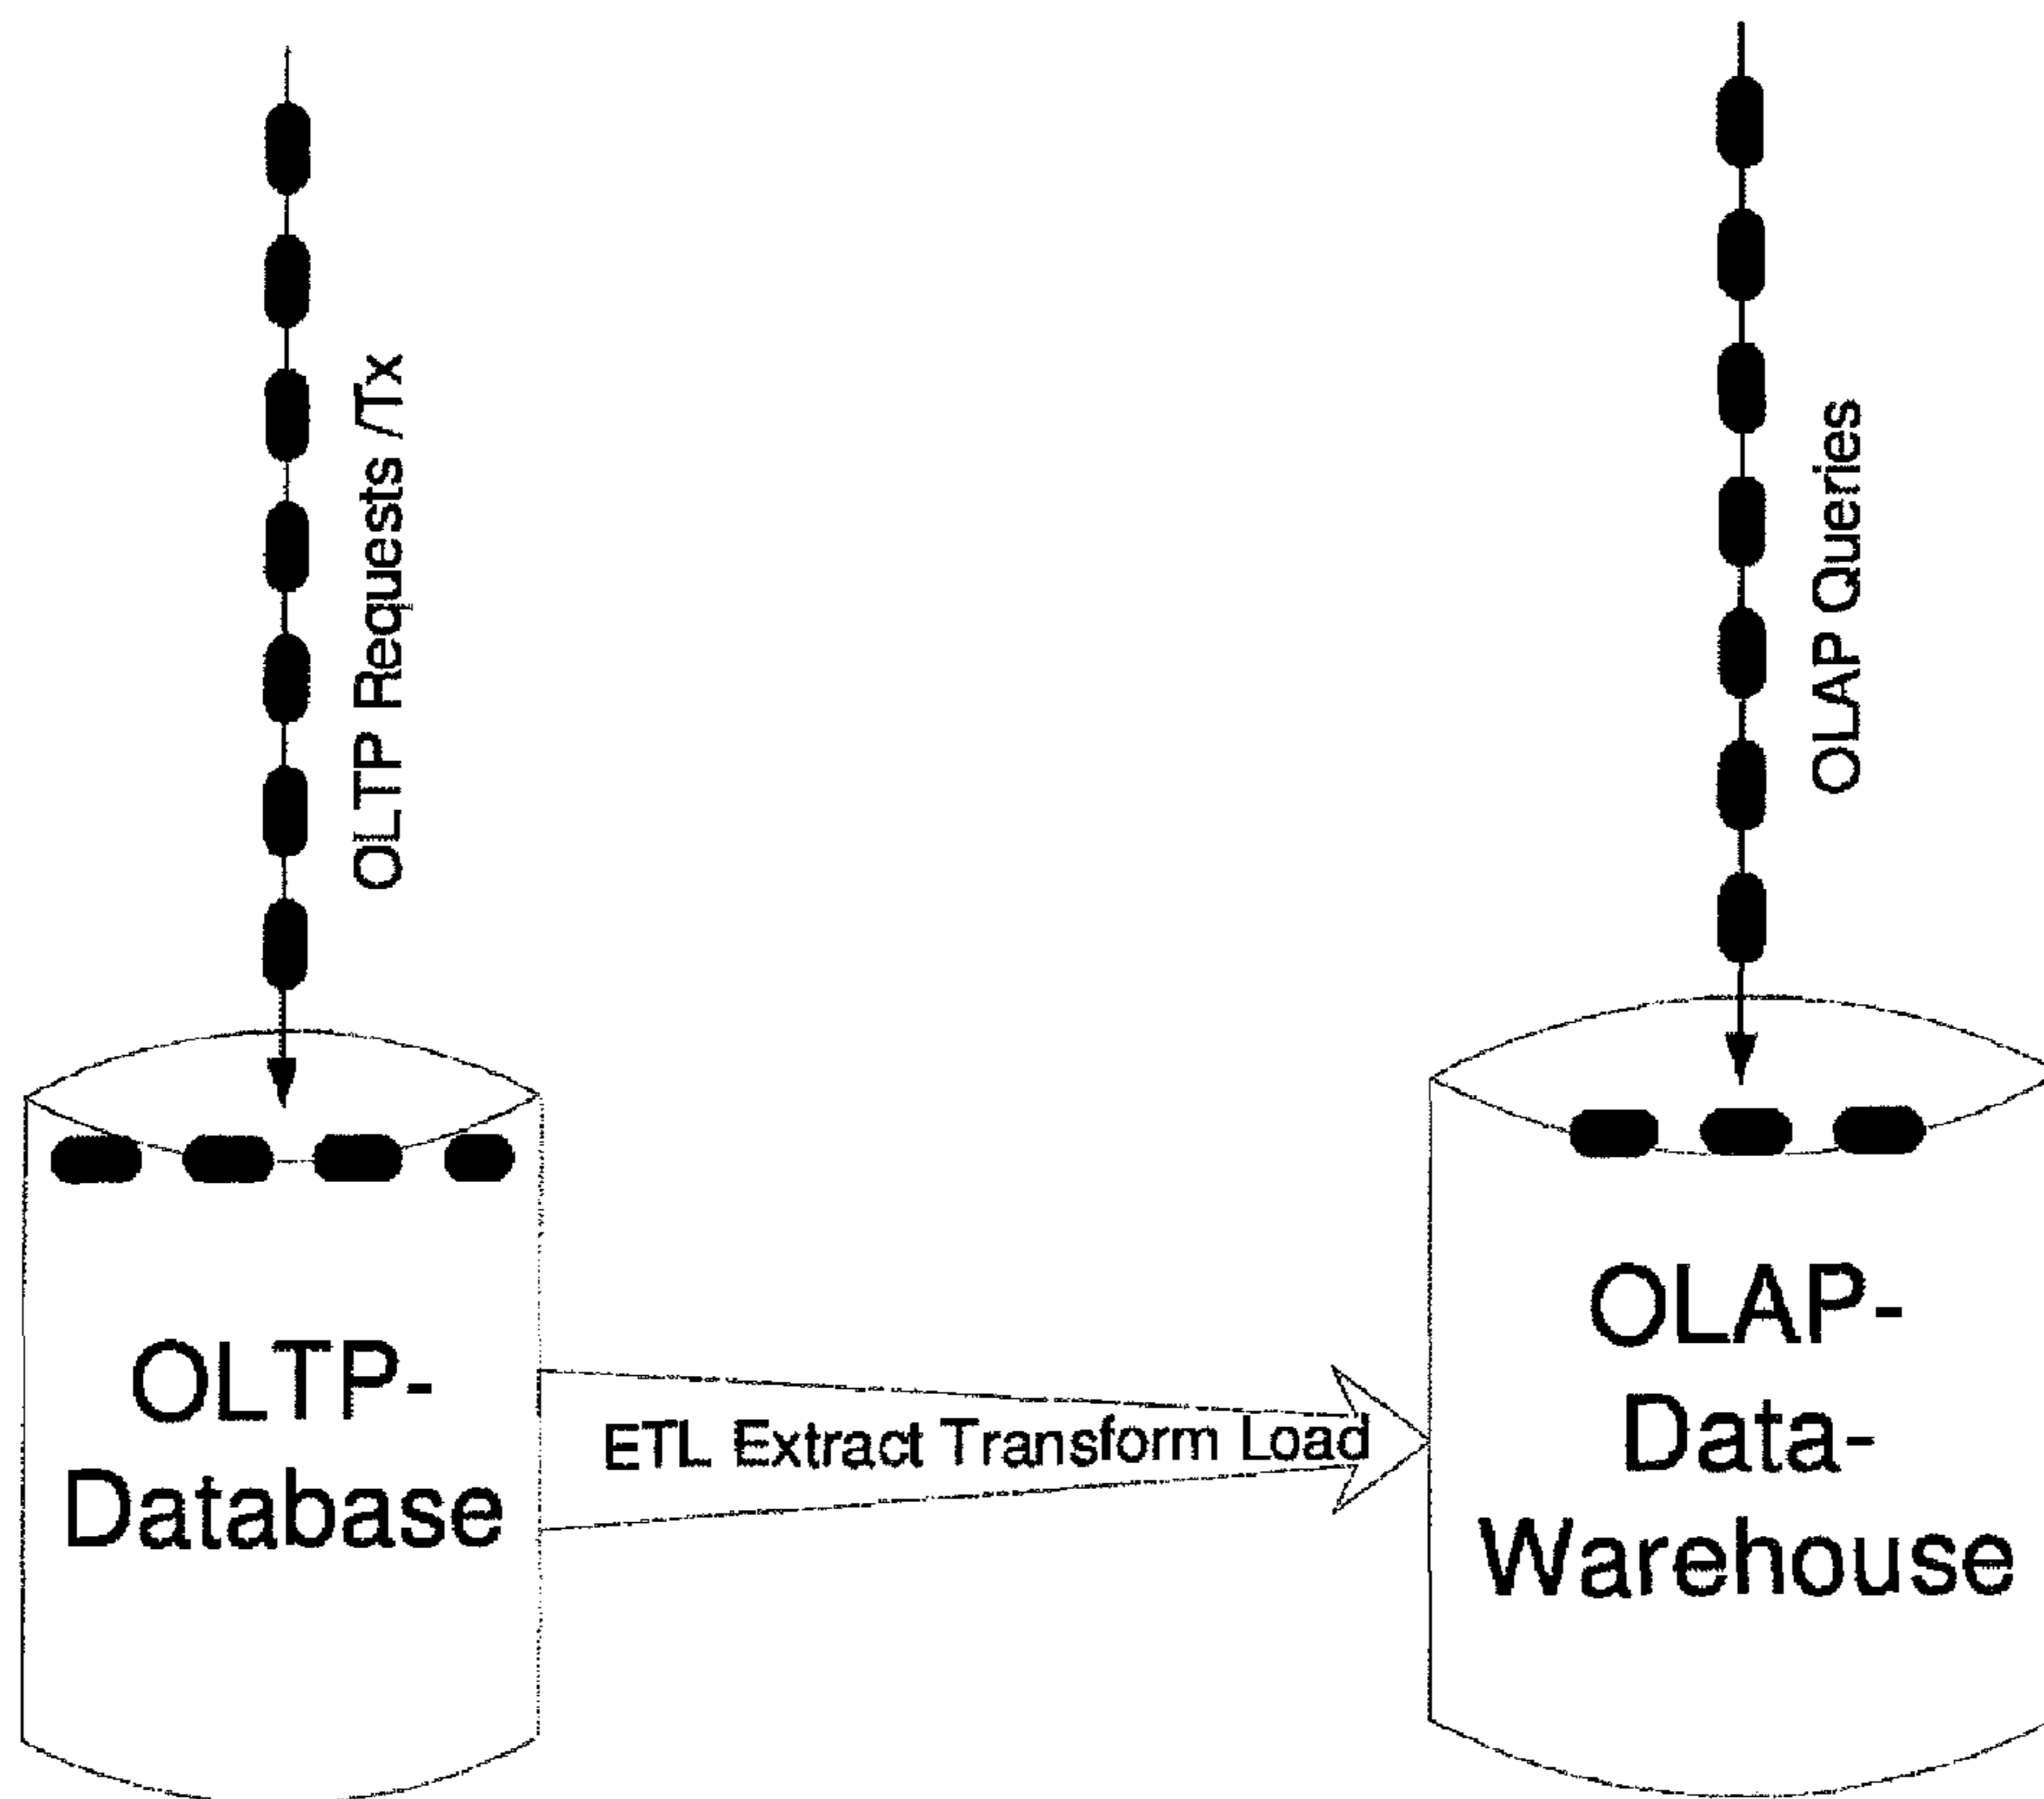 OLTP Requests /Tx
OLAP Queries
OLTP-
Database
ETL Extract Transform Load
OLAP-
Data-
Warehouse